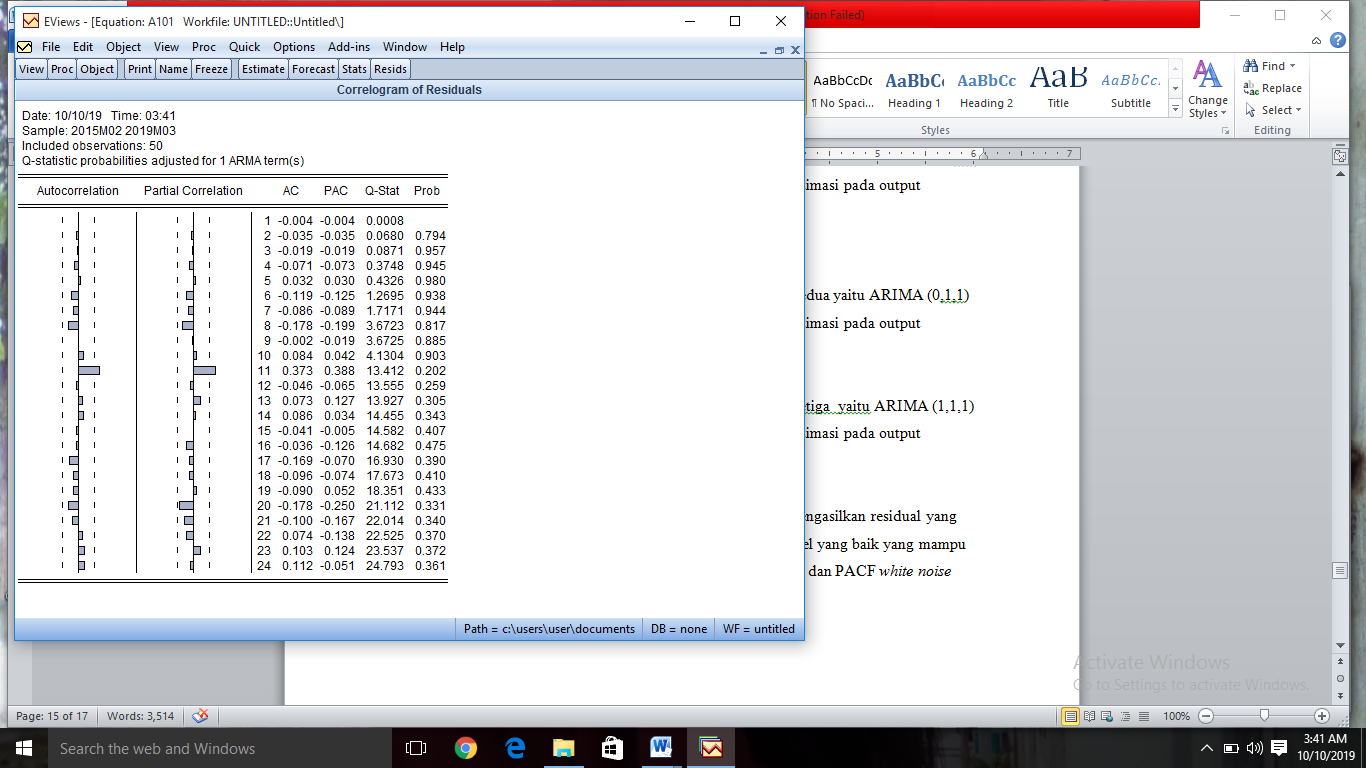 EViews - [Equation: A101 Workfile: UNTITLED::Untitled\]
File Edit Object View Proc Quick Options Add-ins Window Help
View Proc Object Print Name Freeze Estimate Forecast Stats Resids
Correlogram of Residuals
Date: 10/10/19 Time: 03:41
Sample: 2015M02 2019M03
Included observations: 50
Q-statistic probabilities adjusted for 1 ARMA term(s)
Autocorrelation Partial Correlation AC PAC Q-Stat Prob
1 -0.004 -0.004 0.0008
2 -0.035 -0.035 0.0680 0.794
3 -0.019 -0.019 0.0871 0.957
4 -0.071 -0.073 0.3748 0.945
5 0.032 0.030 0.4326 0.980
6 -0.119 -0.125 1.2695 0.938
7 -0.086 -0.089 1.7171 0.944
8 -0.178 -0.199 3.6723 0.817
9 -0.002 -0.019 3.6725 0.885
10 0.084 0.042 4.1304 0.903
11 0.373 0.388 13.412 0.202
12 -0.046 -0.065 13.555 0.259
13 0.073 0.127 13.927 0.305
14 0.086 0.034 14.455 0.343
15 -0.041 -0.005 14.582 0.407
16 -0.036 -0.126 14.682 0.475
17 -0.169 -0.070 16.930 0.390
18 -0.096 -0.074 17.673 0.410
19 -0.090 0.052 18.351 0.433
20 -0.178 -0.250 21.112 0.331
21 -0.100 -0.167 22.014 0.340
22 0.074 -0.138 22.525 0.370
23 0.103 0.124 23.537 0.372
24 0.112 -0.051 24.793 0.361
Path = c:\users\user\documents DB = none WF = untitled
tion Failed)
AaBbCcDc AaBbC AaBbCc AaB AaBbCc.
¶ No Spaci... Heading 1 Heading 2 Title Subtitle
Change Styles
Find
Replace
Select
Styles
Editing
5 6 7
imasi pada output
dua yaitu ARIMA (0,1,1)
imasi pada output
tiga yaitu ARIMA (1,1,1)
imasi pada output
ngasilkan residual yang
el yang baik yang mampu
dan PACF white noise
Activate Windows
Go to Settings to activate Windows.
Page: 15 of 17 Words: 3,514
100%
Search the web and Windows
3:41 AM
10/10/2019